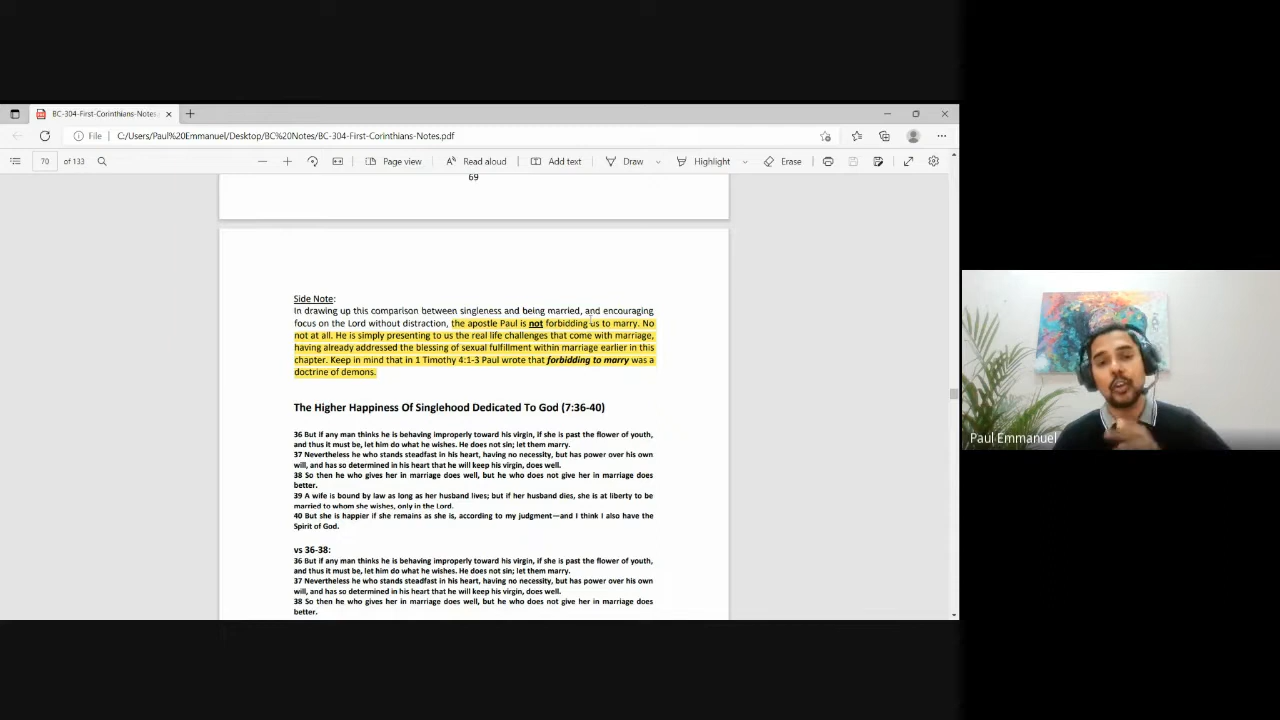 BC-304-First-Corinthians-Notes
File C:/Users/Paul%20Emmanuel/Desktop/BC%20Notes/BC-304-First-Corinthians-Notes.pdf
70 of 133 Page view Read aloud Add text Draw Highlight Erase
69
Side Note:
In drawing up this comparison between singleness and being married, and encouraging
focus on the Lord without distraction, the apostle Paul is not forbidding us to marry. No
not at all. He is simply presenting to us the real life challenges that come with marriage,
having already addressed the blessing of sexual fulfillment within marriage earlier in this
chapter. Keep in mind that in 1 Timothy 4:1-3 Paul wrote that forbidding to marry was a
doctrine of demons.
The Higher Happiness Of Singlehood Dedicated To God (7:36-40)
36 But if any man thinks he is behaving improperly toward his virgin, if she is past the flower of youth,
and thus it must be, let him do what he wishes. He does not sin; let them marry.
37 Nevertheless he who stands steadfast in his heart, having no necessity, but has power over his own
will, and has so determined in his heart that he will keep his virgin, does well.
38 So then he who gives her in marriage does well, but he who does not give her in marriage does
better.
39 A wife is bound by law as long as her husband lives; but if her husband dies, she is at liberty to be
married to whom she wishes, only in the Lord.
40 But she is happier if she remains as she is, according to my judgment—and I think I also have the
Spirit of God.
vs 36-38:
36 But if any man thinks he is behaving improperly toward his virgin, if she is past the flower of youth,
and thus it must be, let him do what he wishes. He does not sin; let them marry.
37 Nevertheless he who stands steadfast in his heart, having no necessity, but has power over his own
will, and has so determined in his heart that he will keep his virgin, does well.
38 So then he who gives her in marriage does well, but he who does not give her in marriage does
better.
Paul Emmanuel